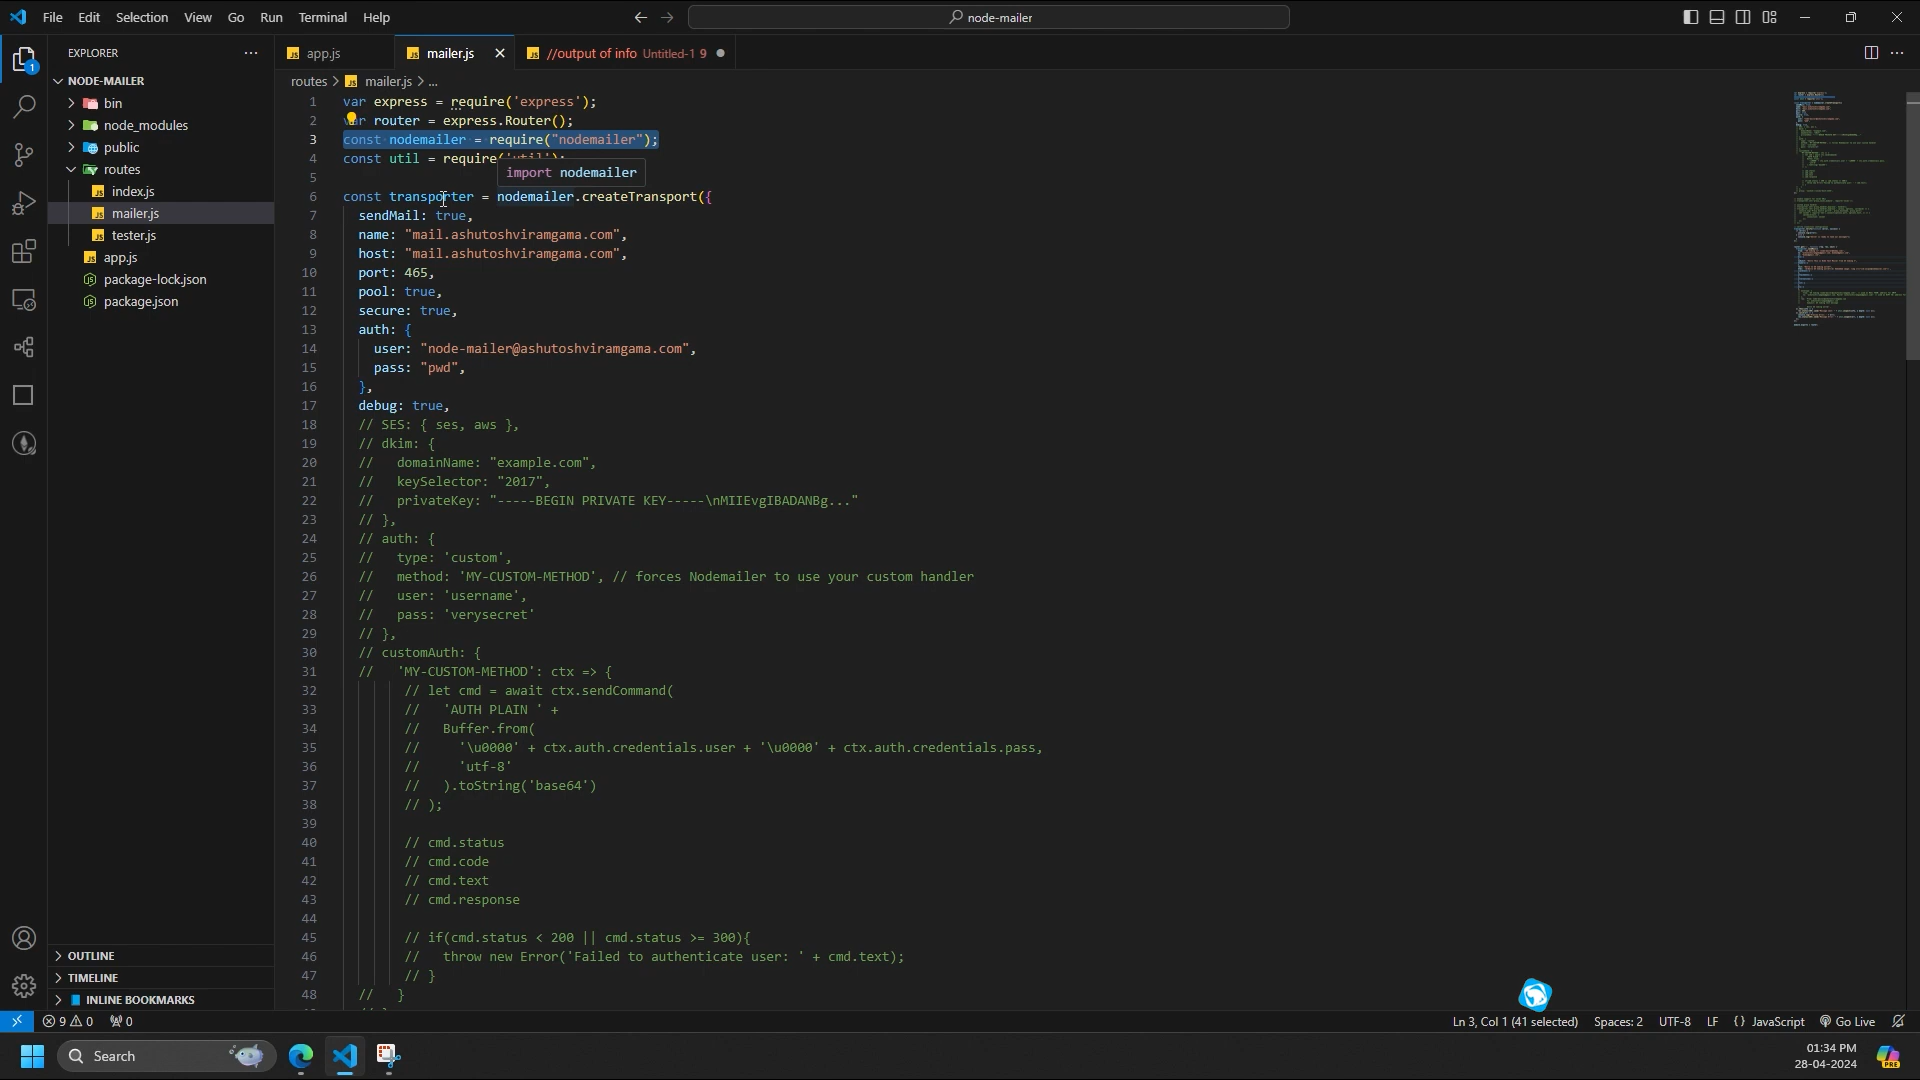 File Edit Selection View Go Run Terminal Help
node-mailer
EXPLORER
NODE-MAILER
bin
node_modules
public
routes
index.js
mailer.js
tester.js
app.js
package-lock.json
package.json
OUTLINE
TIMELINE
INLINE BOOKMARKS
app.js
mailer.js
//output of info Untitled-1 9
routes > mailer.js > ...
1 var express = require('express');
2 var router = express.Router();
3 const nodemailer = require("nodemailer");
4 const util = require('util');
import nodemailer
5
6 const transporter = nodemailer.createTransport({
7 sendMail: true,
8 name: "mail.ashutoshviramgama.com",
9 host: "mail.ashutoshviramgama.com",
10 port: 465,
11 pool: true,
12 secure: true,
13 auth: {
14 user: "node-mailer@ashutoshviramgama.com",
15 pass: "pwd",
16 },
17 debug: true,
18 // SES: { ses, aws },
19 // dkim: {
20 //   domainName: "example.com",
21 //   keySelector: "2017",
22 //   privateKey: "-----BEGIN PRIVATE KEY-----\nMIIEvgIBADANBg..."
23 // },
24 // auth: {
25 //   type: 'custom',
26 //   method: 'MY-CUSTOM-METHOD', // forces Nodemailer to use your custom handler
27 //   user: 'username',
28 //   pass: 'verysecret'
29 // },
30 // customAuth: {
31 //   'MY-CUSTOM-METHOD': ctx => {
32 // let cmd = await ctx.sendCommand(
33 //   'AUTH PLAIN ' +
34 //   Buffer.from(
35 //     '\u0000' + ctx.auth.credentials.user + '\u0000' + ctx.auth.credentials.pass,
36 //     'utf-8'
37 //   ).toString('base64')
38 // );
39
40 // cmd.status
41 // cmd.code
42 // cmd.text
43 // cmd.response
44
45 // if(cmd.status < 200 || cmd.status >= 300){
46 //   throw new Error('Failed to authenticate user: ' + cmd.text);
47 // }
48 //   }
1
9 0 0
Ln 3, Col 1 (41 selected) Spaces: 2 UTF-8 LF {} JavaScript Go Live
Search
01:34 PM
28-04-2024
PRE